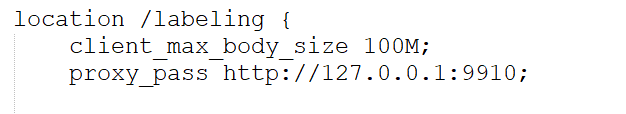 location /labeling {
    client_max_body_size 100M;
    proxy_pass http://127.0.0.1:9910;